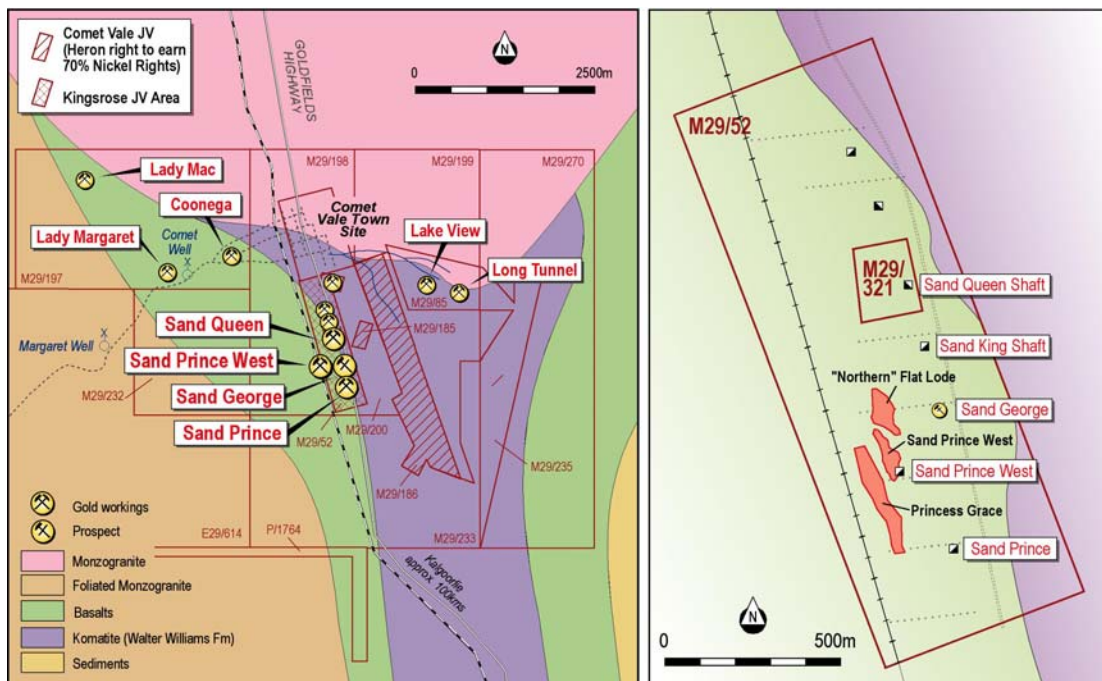 Comet Vale JV
(Heron right to earn
70% Nickel Rights)
Kingsrose JV Area
GOLDFIELDS
HIGHWAY
N
0
2500m
M29/198
M29/199
M29/270
Lady Mac
Coonega
Comet
Well
Lady Margaret
Comet
Vale Town
Site
Lake View
Long Tunnel
M29/197
M29/85
M29/185
Sand Queen
Margaret Well
Sand Prince West
M29/232
Sand George
Sand Prince
M29/52
M29/200
M29/186
M29/235
E29/614
P/1764
M29/233
Kalgoorlie
approx. 100kms
Gold workings
Prospect
Monzogranite
Foliated Monzogranite
Basalts
Komatite (Walter Williams Fm)
Sediments
M29/52
M29/
321
Sand Queen Shaft
Sand King Shaft
"Northern" Flat Lode
Sand George
Sand Prince West
Sand Prince West
Princess Grace
Sand Prince
N
0
500m